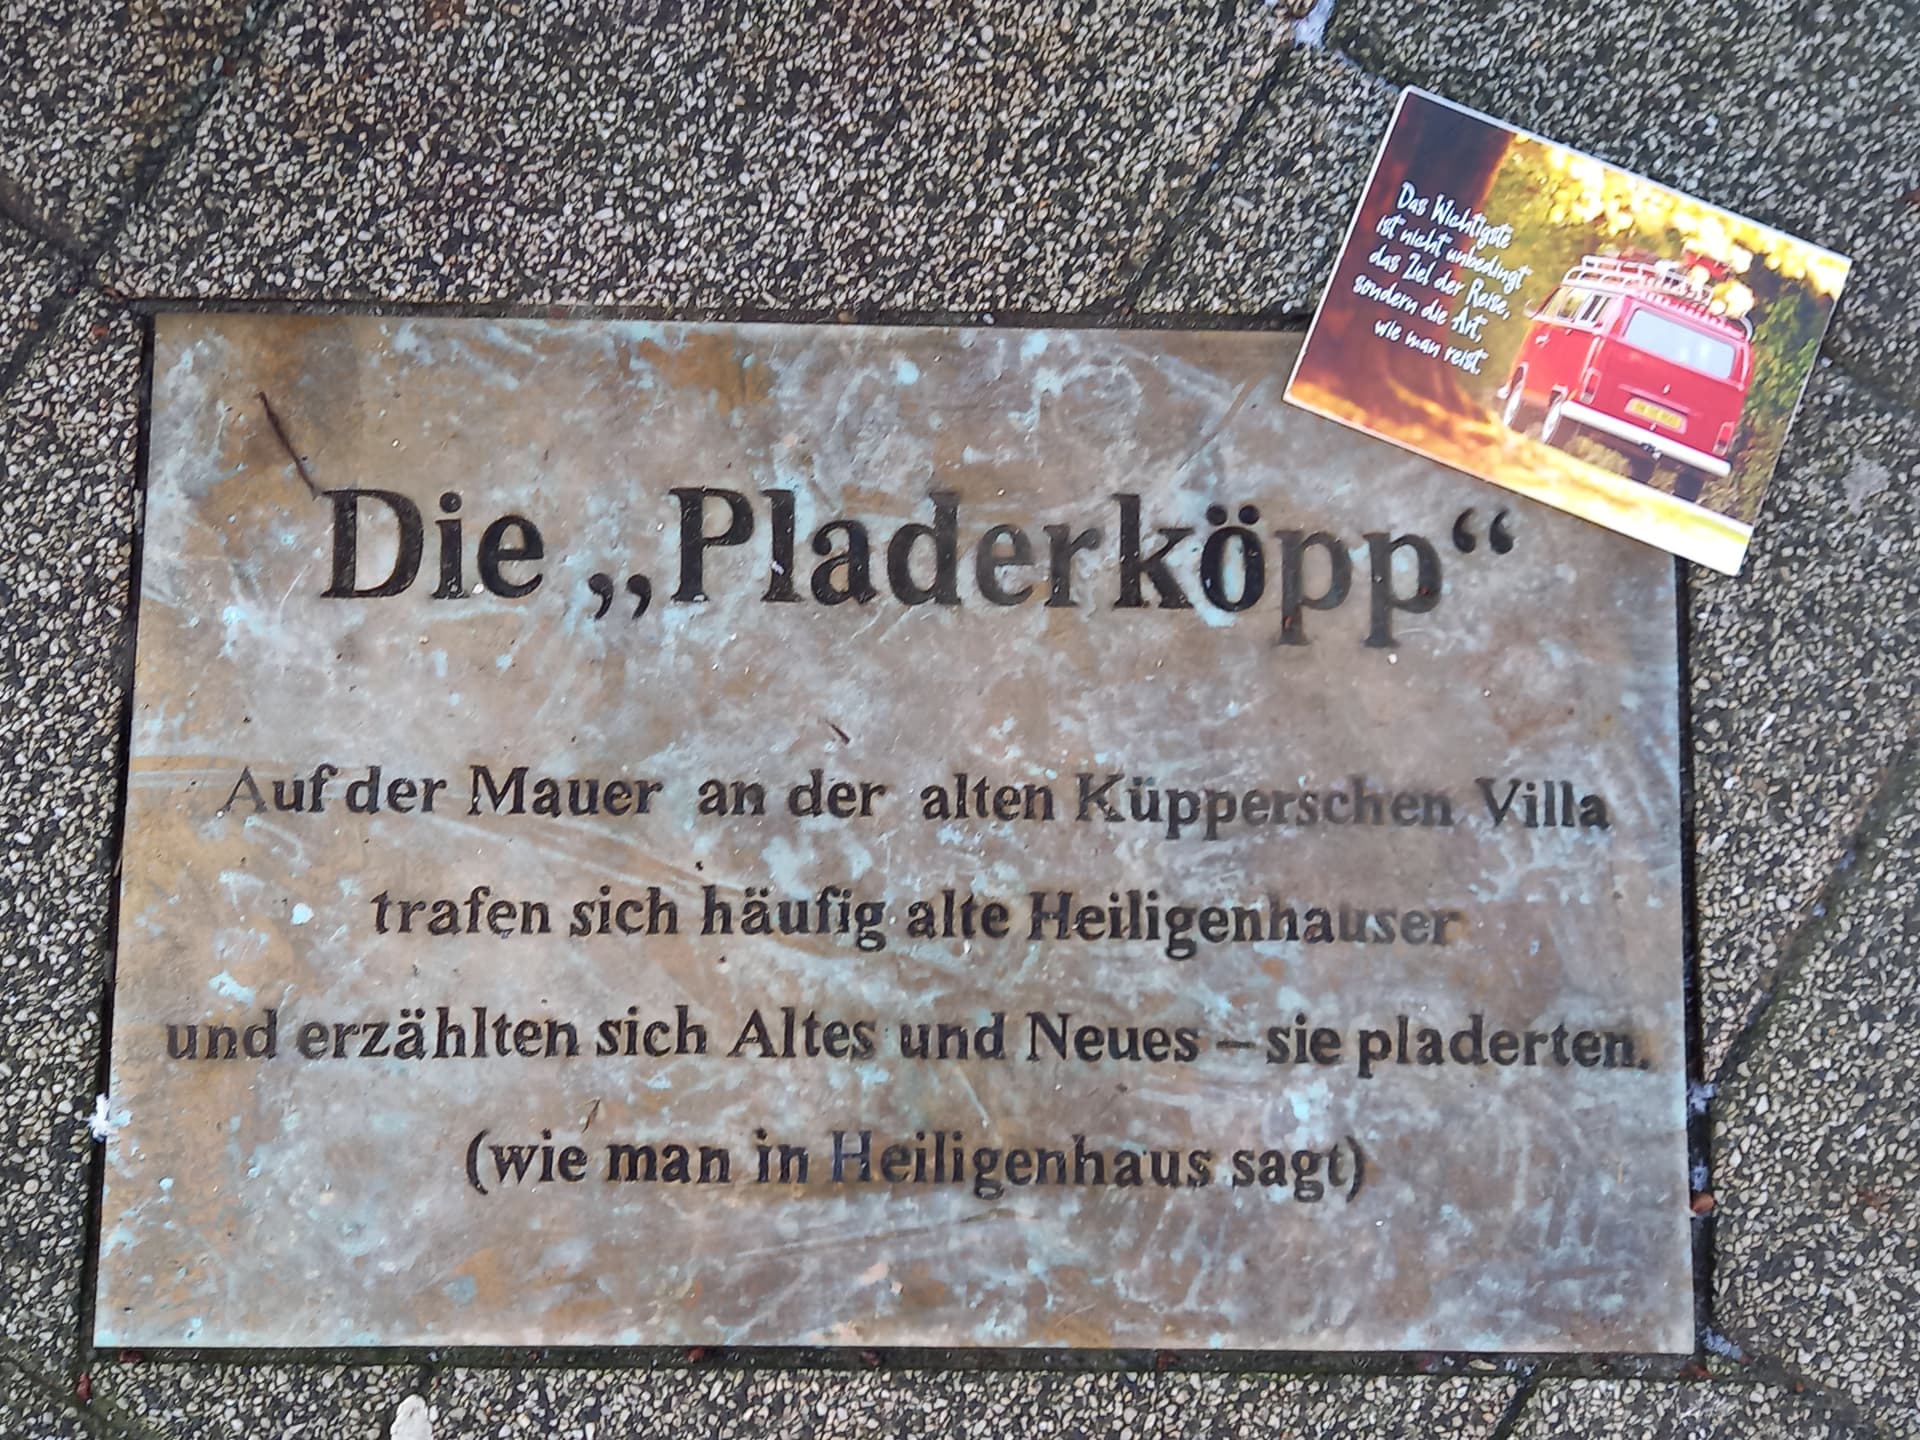 Das Wichtigste
ist nicht unbedingt
das Ziel der Reise,
sondern die Art,
wie man reist.
Die „Pladerköpp“
Auf der Mauer an der alten Küpperschen Villa
trafen sich häufig alte Heiligenhauser
und erzählten sich Altes und Neues – sie pladerten.
(wie man in Heiligenhaus sagt)